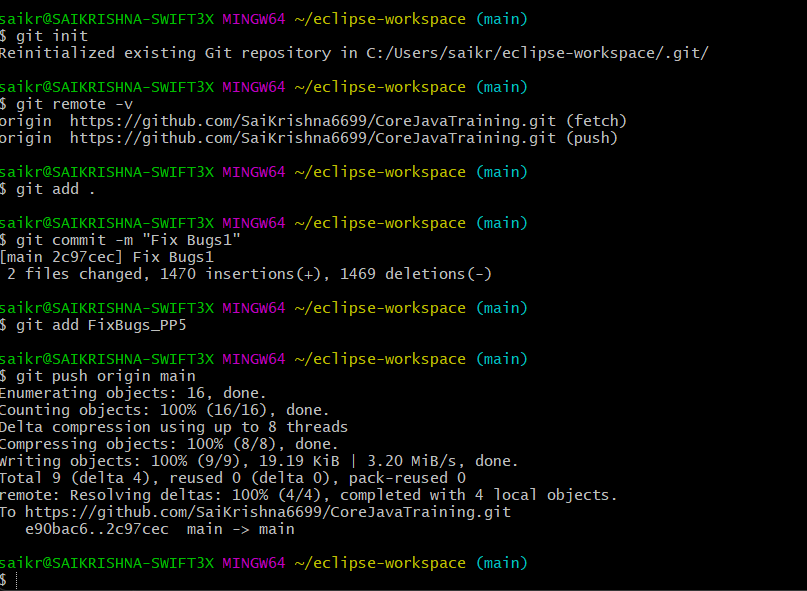 saikr@SAIKRISHNA-SWIFT3X MINGW64 ~/eclipse-workspace (main)
$ git init
Reinitialized existing Git repository in C:/Users/saikr/eclipse-workspace/.git/

saikr@SAIKRISHNA-SWIFT3X MINGW64 ~/eclipse-workspace (main)
$ git remote -v
origin  https://github.com/SaiKrishna6699/CoreJavaTraining.git (fetch)
origin  https://github.com/SaiKrishna6699/CoreJavaTraining.git (push)

saikr@SAIKRISHNA-SWIFT3X MINGW64 ~/eclipse-workspace (main)
$ git add .

saikr@SAIKRISHNA-SWIFT3X MINGW64 ~/eclipse-workspace (main)
$ git commit -m "Fix Bugs1"
[main 2c97cec] Fix Bugs1
 2 files changed, 1470 insertions(+), 1469 deletions(-)

saikr@SAIKRISHNA-SWIFT3X MINGW64 ~/eclipse-workspace (main)
$ git add FixBugs_PP5

saikr@SAIKRISHNA-SWIFT3X MINGW64 ~/eclipse-workspace (main)
$ git push origin main
Enumerating objects: 16, done.
Counting objects: 100% (16/16), done.
Delta compression using up to 8 threads
Compressing objects: 100% (8/8), done.
Writing objects: 100% (9/9), 19.19 KiB | 3.20 MiB/s, done.
Total 9 (delta 4), reused 0 (delta 0), pack-reused 0
remote: Resolving deltas: 100% (4/4), completed with 4 local objects.
To https://github.com/SaiKrishna6699/CoreJavaTraining.git
   e90bac6..2c97cec  main -> main

saikr@SAIKRISHNA-SWIFT3X MINGW64 ~/eclipse-workspace (main)
$